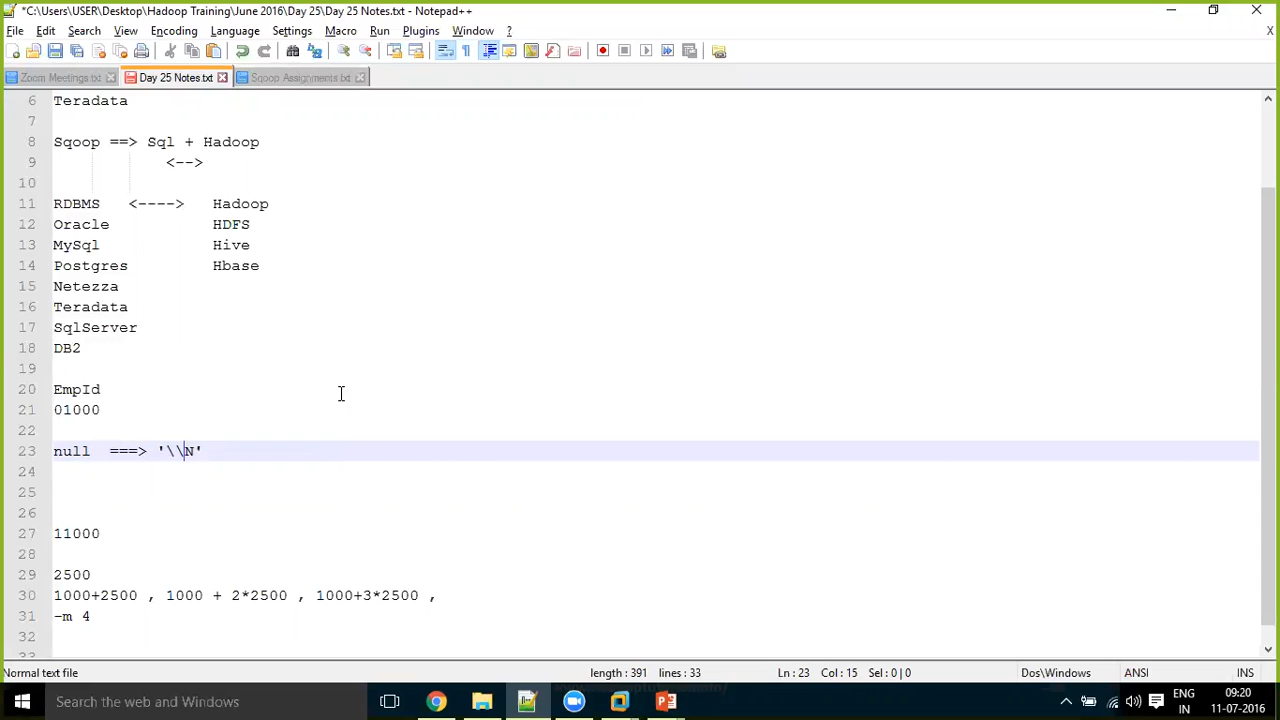 *C:\Users\USER\Desktop\Hadoop Training\June 2016\Day 25\Day 25 Notes.txt - Notepad++
File Edit Search View Encoding Language Settings Macro Run Plugins Window ? X
Zoom Meetings.txt Day 25 Notes.txt Sqoop Assignments.txt
6 Teradata
7
8 Sqoop ==> Sql + Hadoop
9 <-->
10
11 RDBMS <----> Hadoop
12 Oracle HDFS
13 MySql Hive
14 Postgres Hbase
15 Netezza
16 Teradata
17 SqlServer
18 DB2
19
20 EmpId
21 01000
22
23 null ===> '\\N'
24
25
26
27 11000
28
29 2500
30 1000+2500 , 1000 + 2*2500 , 1000+3*2500 ,
31 -m 4
32
33
Normal text file length : 391 lines : 33 Ln : 23 Col : 15 Sel : 0 | 0 Dos\Windows ANSI INS
Search the web and Windows ENG 09:20
IN 11-07-2016